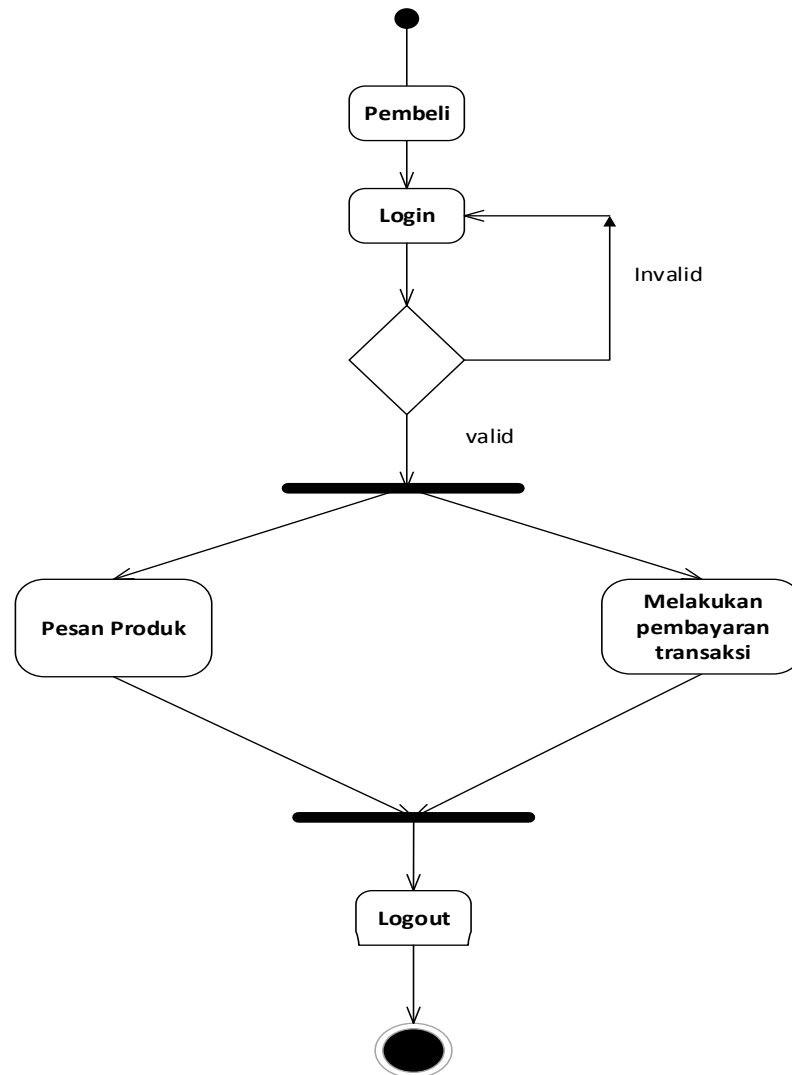 Pembeli
Login
Invalid
valid
Pesan Produk
Melakukan
pembayaran
transaksi
Logout